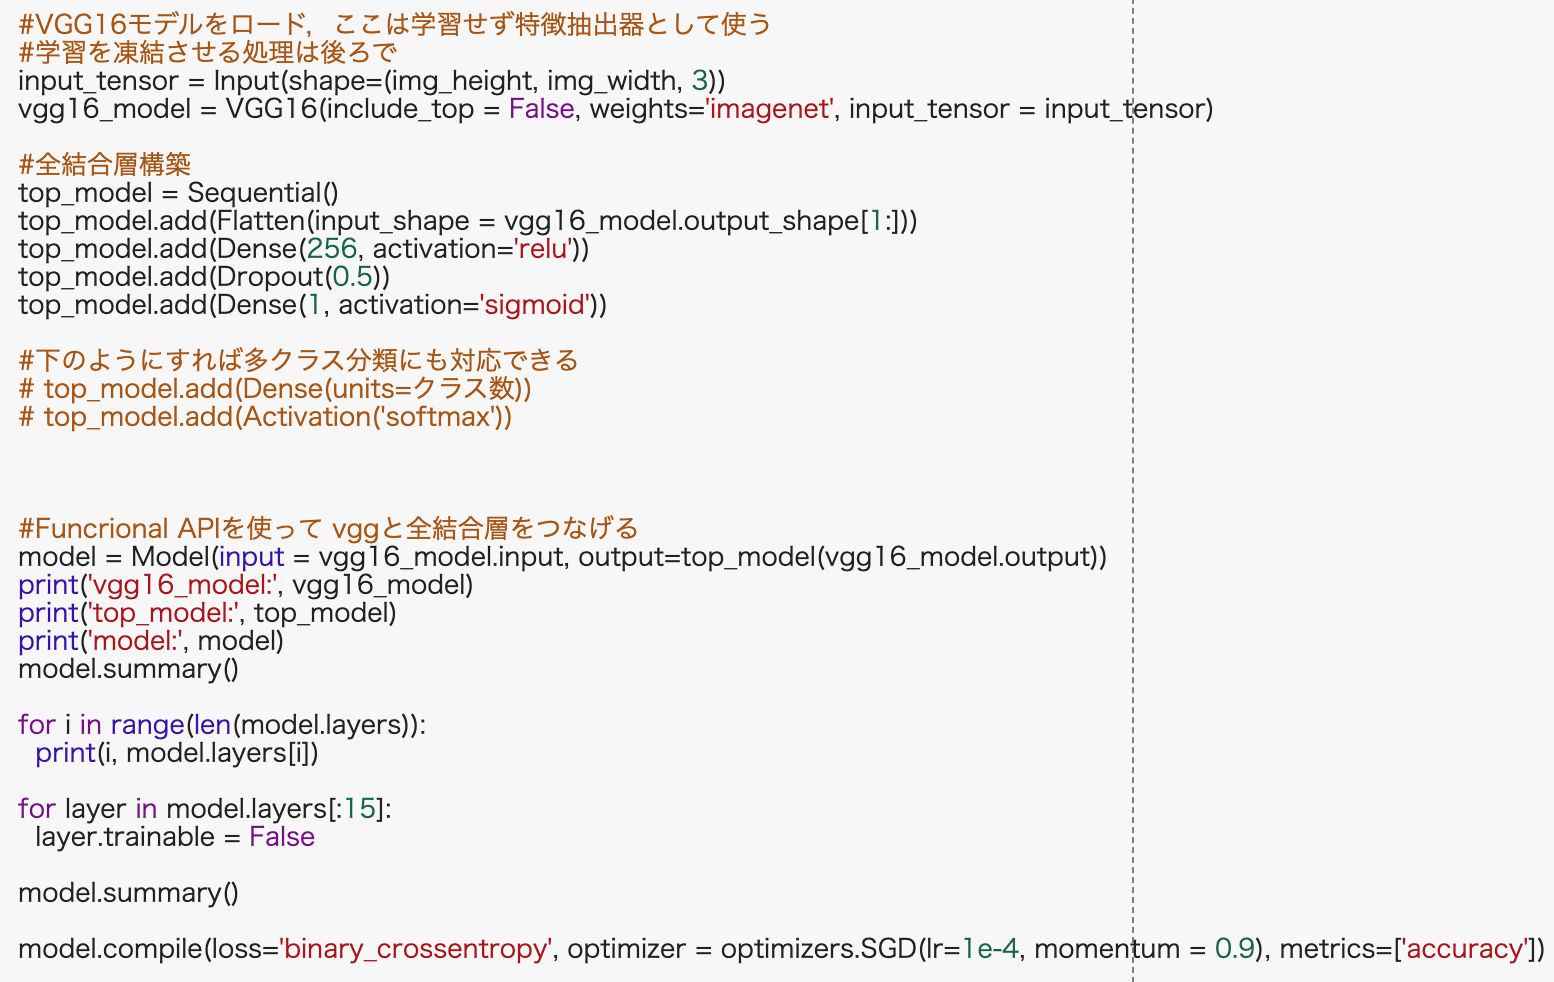 #VGG16モデルをロード，ここは学習せず特徴抽出器として使う
#学習を凍結させる処理は後ろで
input_tensor = Input(shape=(img_height, img_width, 3))
vgg16_model = VGG16(include_top = False, weights='imagenet', input_tensor = input_tensor)
#全結合層構築
top_model = Sequential()
top_model.add(Flatten(input_shape = vgg16_model.output_shape[1:]))
top_model.add(Dense(256, activation='relu'))
top_model.add(Dropout(0.5))
top_model.add(Dense(1, activation='sigmoid'))
#下のようにすれば多クラス分類にも対応できる
# top_model.add(Dense(units=クラス数))
# top_model.add(Activation('softmax'))
#Funcrional APIを使って vggと全結合層をつなげる
model = Model(input = vgg16_model.input, output=top_model(vgg16_model.output))
print('vgg16_model:', vgg16_model)
print('top_model:', top_model)
print('model:', model)
model.summary()
for i in range(len(model.layers)):
  print(i, model.layers[i])
for layer in model.layers[:15]:
  layer.trainable = False
model.summary()
model.compile(loss='binary_crossentropy', optimizer = optimizers.SGD(lr=1e-4, momentum = 0.9), metrics=['accuracy'])